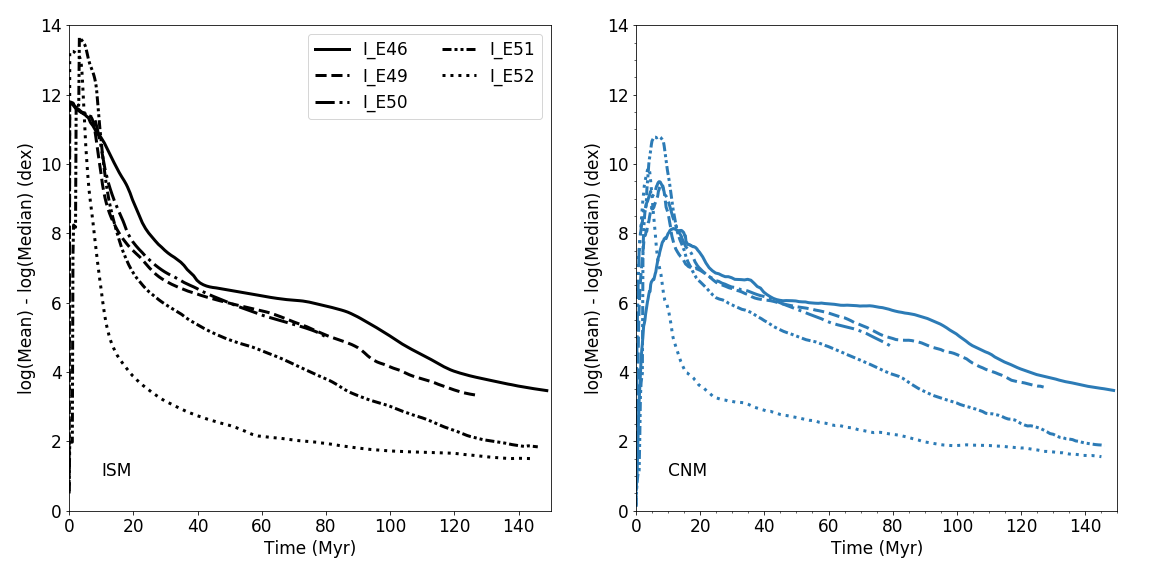 14
12
10
8
6
4
2
0
log(Mean) - log(Median) (dex)
I_E46
I_E49
I_E50
I_E51
I_E52
ISM
0 20 40 60 80 100 120 140
Time (Myr)
14
12
10
8
6
4
2
0
log(Mean) - log(Median) (dex)
CNM
0 20 40 60 80 100 120 140
Time (Myr)